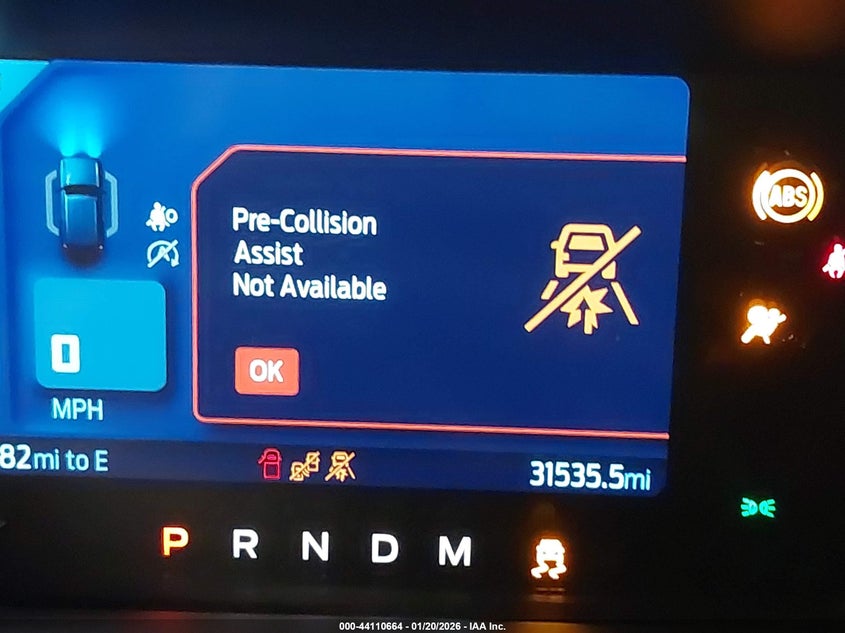 Pre-Collision
Assist
Not Available
OK
0
MPH
82mi to E
31535.5mi
P R N D M
ABS
000-44110664 - 01/20/2026 - IAA Inc.